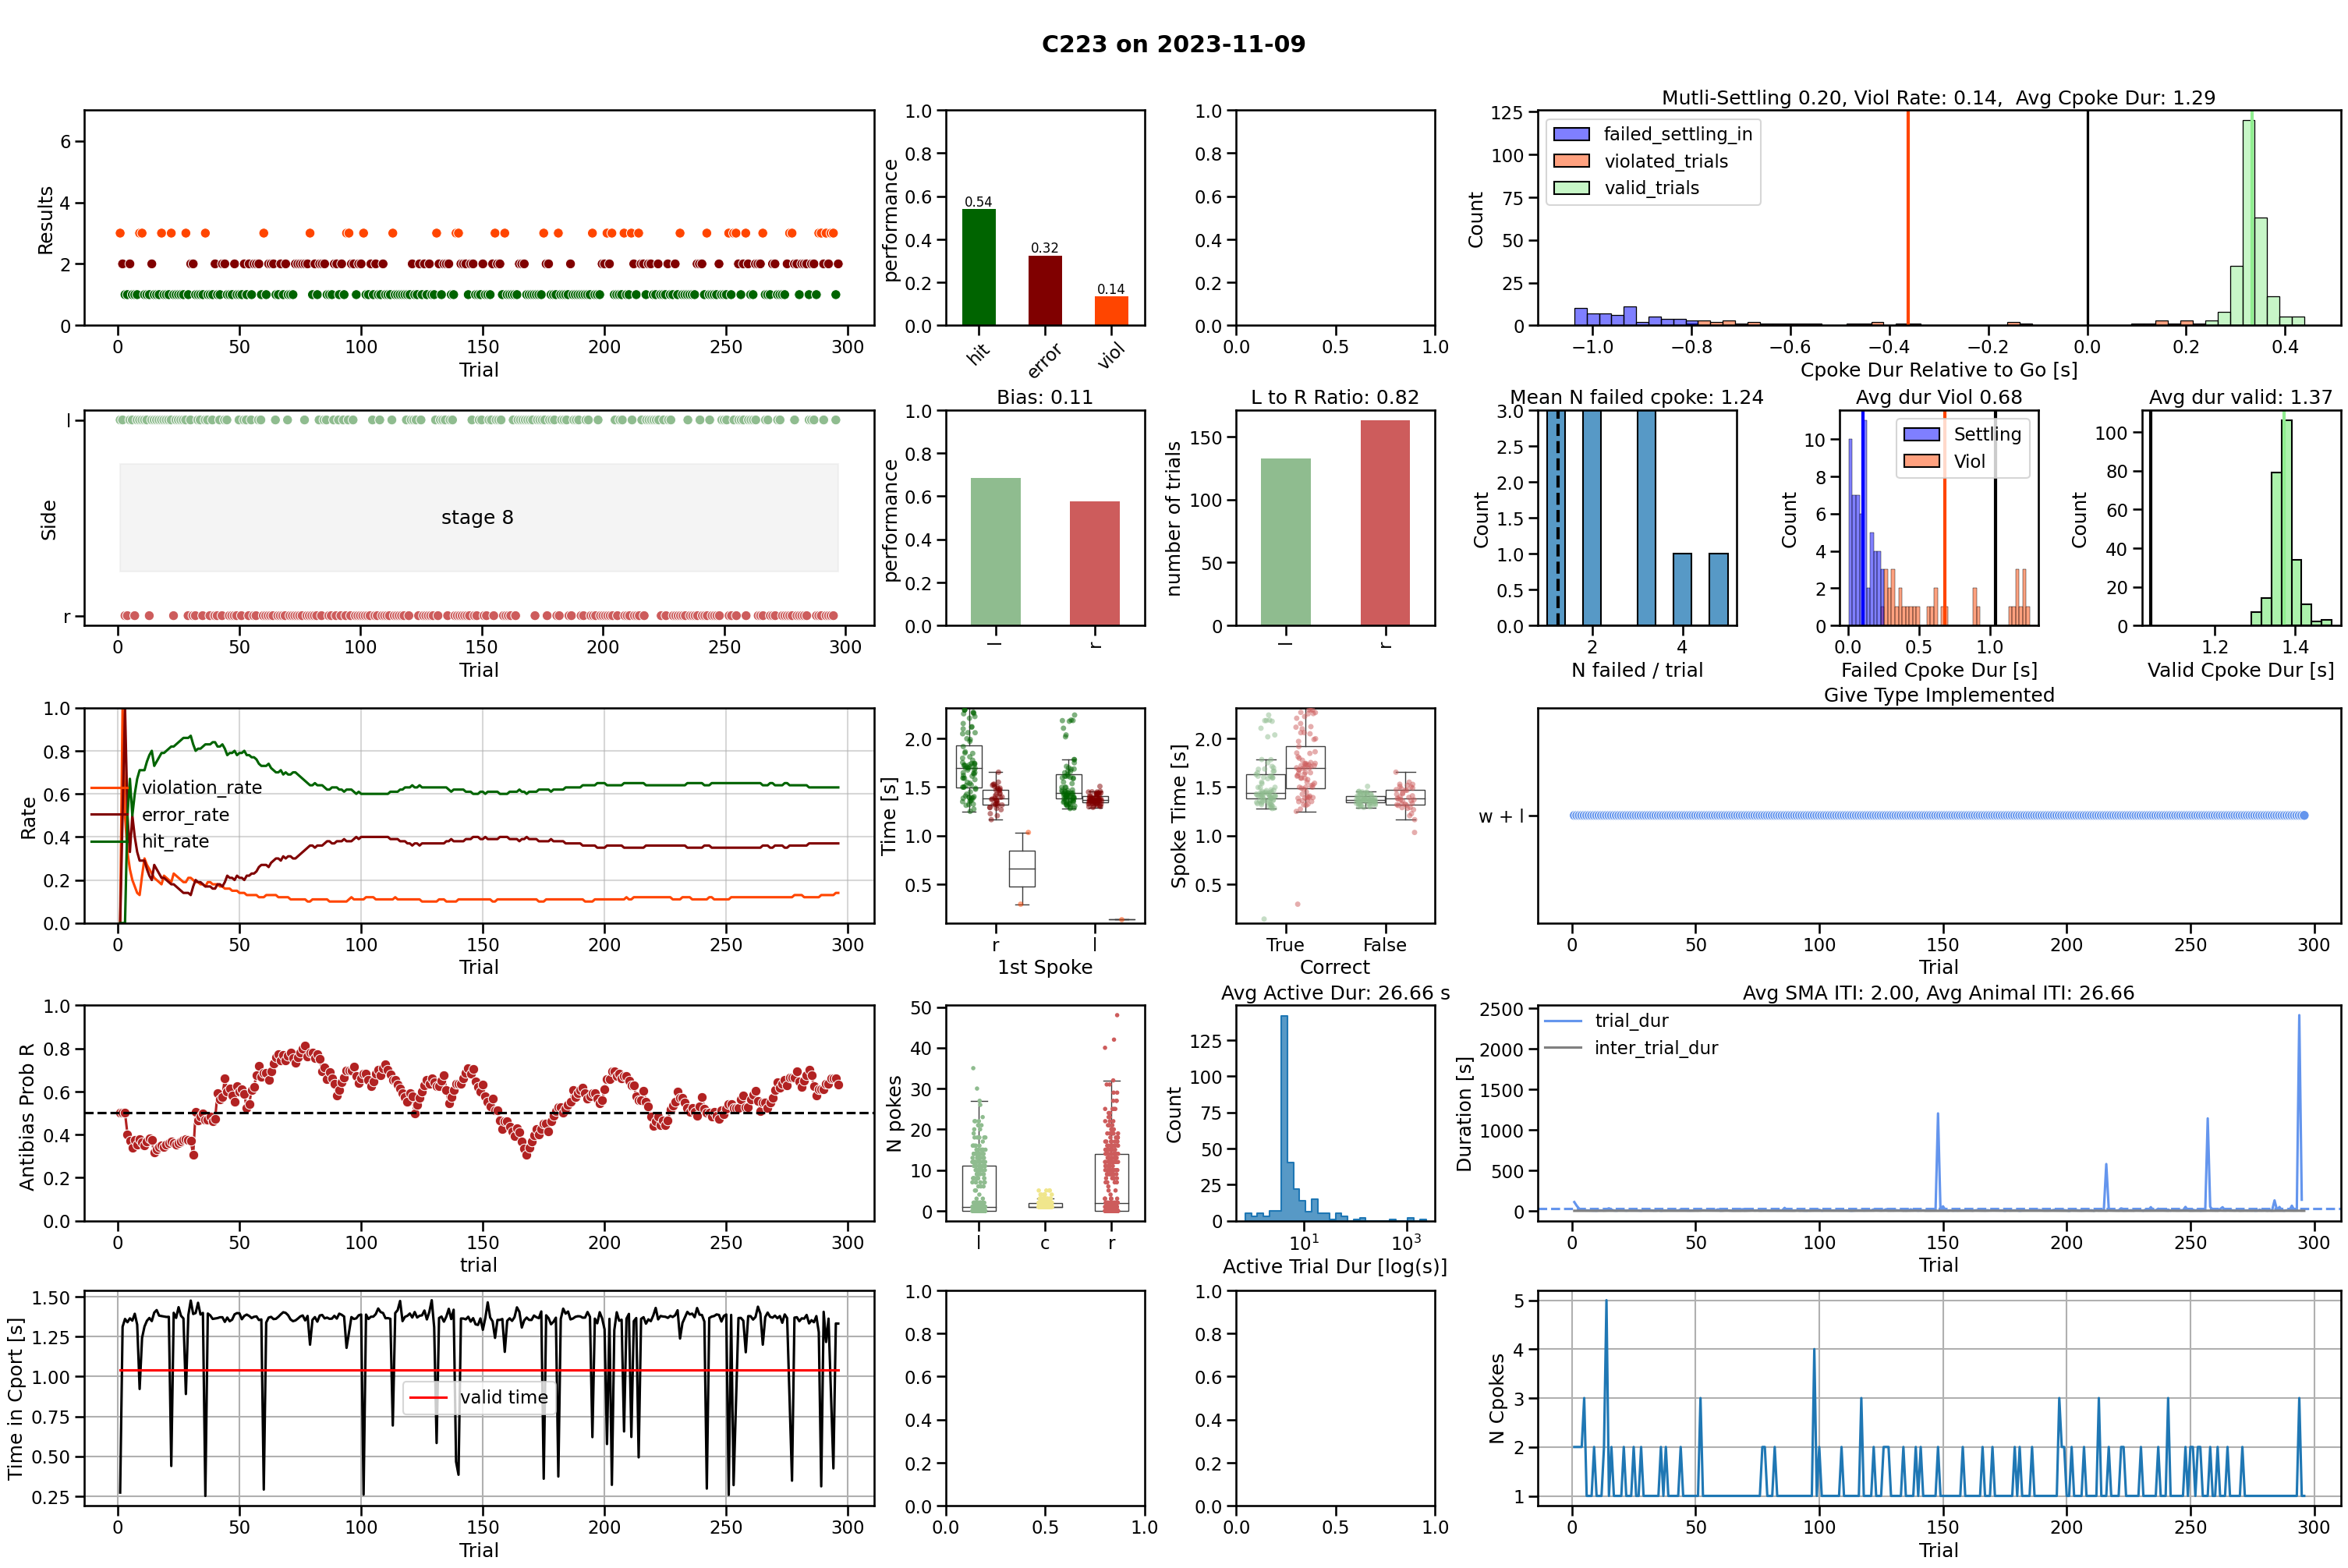 C223 on 2023-11-09
Results
6
4
2
0
0 50 100 150 200 250 300
Trial
performance
1.0
0.8
0.6
0.4
0.2
0.0
0.54
0.32
0.14
hit error viol
1.0
0.8
0.6
0.4
0.2
0.0
0.0 0.5 1.0
Mutli-Settling 0.20, Viol Rate: 0.14,  Avg Cpoke Dur: 1.29
failed_settling_in
violated_trials
valid_trials
Count
125
100
75
50
25
0
−1.0 −0.8 −0.6 −0.4 −0.2 0.0 0.2 0.4
Cpoke Dur Relative to Go [s]
Side
l
r
stage 8
0 50 100 150 200 250 300
Trial
Bias: 0.11
performance
1.0
0.8
0.6
0.4
0.2
0.0
l r
L to R Ratio: 0.82
number of trials
150
100
50
0
l r
Mean N failed cpoke: 1.24
Count
3.0
2.5
2.0
1.5
1.0
0.5
0.0
2 4
N failed / trial
Avg dur Viol 0.68
Settling
Viol
Count
10
8
6
4
2
0
0.0 0.5 1.0
Failed Cpoke Dur [s]
Avg dur valid: 1.37
Count
100
80
60
40
20
0
1.2 1.4
Valid Cpoke Dur [s]
Rate
1.0
0.8
0.6
0.4
0.2
0.0
violation_rate
error_rate
hit_rate
0 50 100 150 200 250 300
Trial
Time [s]
2.0
1.5
1.0
0.5
r l
1st Spoke
Spoke Time [s]
2.0
1.5
1.0
0.5
True False
Correct
Give Type Implemented
w + l
0 50 100 150 200 250 300
Trial
Antibias Prob R
1.0
0.8
0.6
0.4
0.2
0.0
0 50 100 150 200 250 300
trial
N pokes
50
40
30
20
10
0
l c r
Avg Active Dur: 26.66 s
Count
125
100
75
50
25
0
10¹ 10³
Active Trial Dur [log(s)]
Avg SMA ITI: 2.00, Avg Animal ITI: 26.66
trial_dur
inter_trial_dur
Duration [s]
2500
2000
1500
1000
500
0
0 50 100 150 200 250 300
Trial
Time in Cport [s]
1.50
1.25
1.00
0.75
0.50
0.25
valid time
0 50 100 150 200 250 300
Trial
1.0
0.8
0.6
0.4
0.2
0.0
0.0 0.5 1.0
1.0
0.8
0.6
0.4
0.2
0.0
0.0 0.5 1.0
N Cpokes
5
4
3
2
1
0 50 100 150 200 250 300
Trial